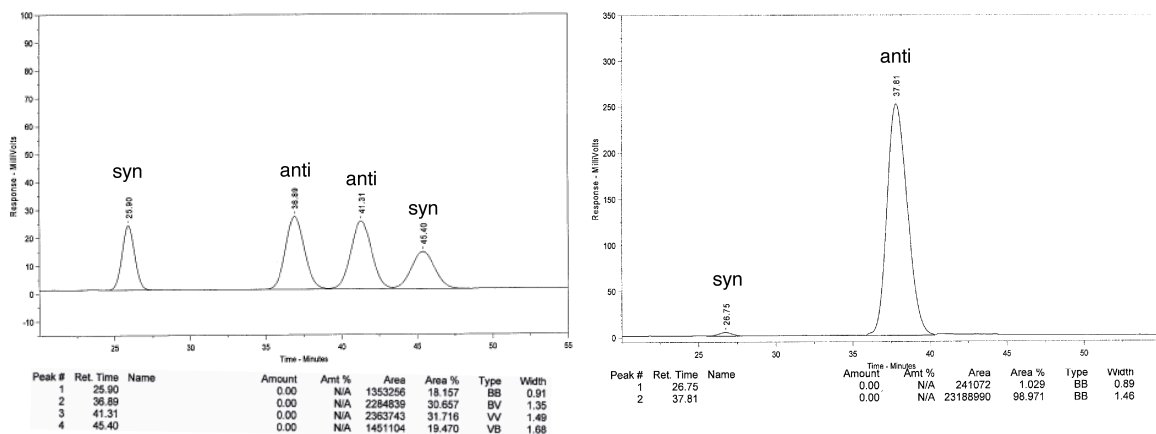 100
90
80
70
60
50
40
30
20
10
0
-10
Response - MilliVolts
syn
25.90
anti
36.89
anti
41.31
syn
45.40
25 30 35 40 45 50 55
Time - Minutes
Peak # Ret. Time Name Amount Amt % Area Area % Type Width
1 25.90 0.00 N/A 1353256 18.157 BB 0.91
2 36.89 0.00 N/A 2284839 30.657 BV 1.35
3 41.31 0.00 N/A 2363743 31.716 VV 1.49
4 45.40 0.00 N/A 1451104 19.470 VB 1.68
350
300
250
200
150
100
50
0
Response - MilliVolts
syn
26.75
anti
37.81
25 30 35 40 45 50 55
Time - Minutes
Peak # Ret. Time Name Amount Amt % Area Area % Type Width
1 26.75 0.00 N/A 241072 1.029 BB 0.89
2 37.81 0.00 N/A 23188990 98.971 BB 1.46